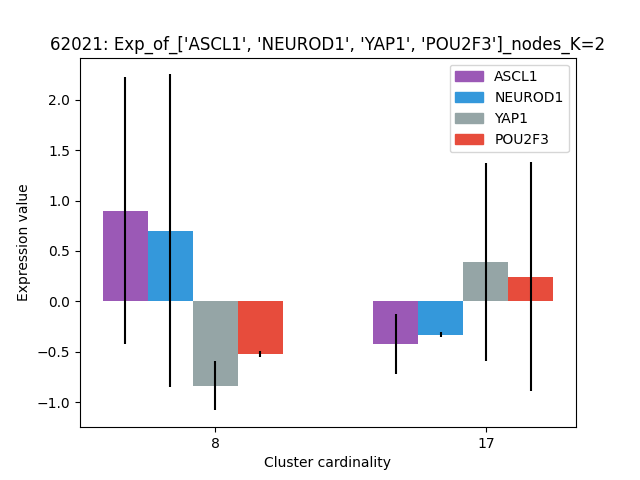 62021: Exp_of_['ASCL1', 'NEUROD1', 'YAP1', 'POU2F3']_nodes_K=2
ASCL1
NEUROD1
YAP1
POU2F3
Expression value
2.0
1.5
1.0
0.5
0.0
−0.5
−1.0
8
17
Cluster cardinality